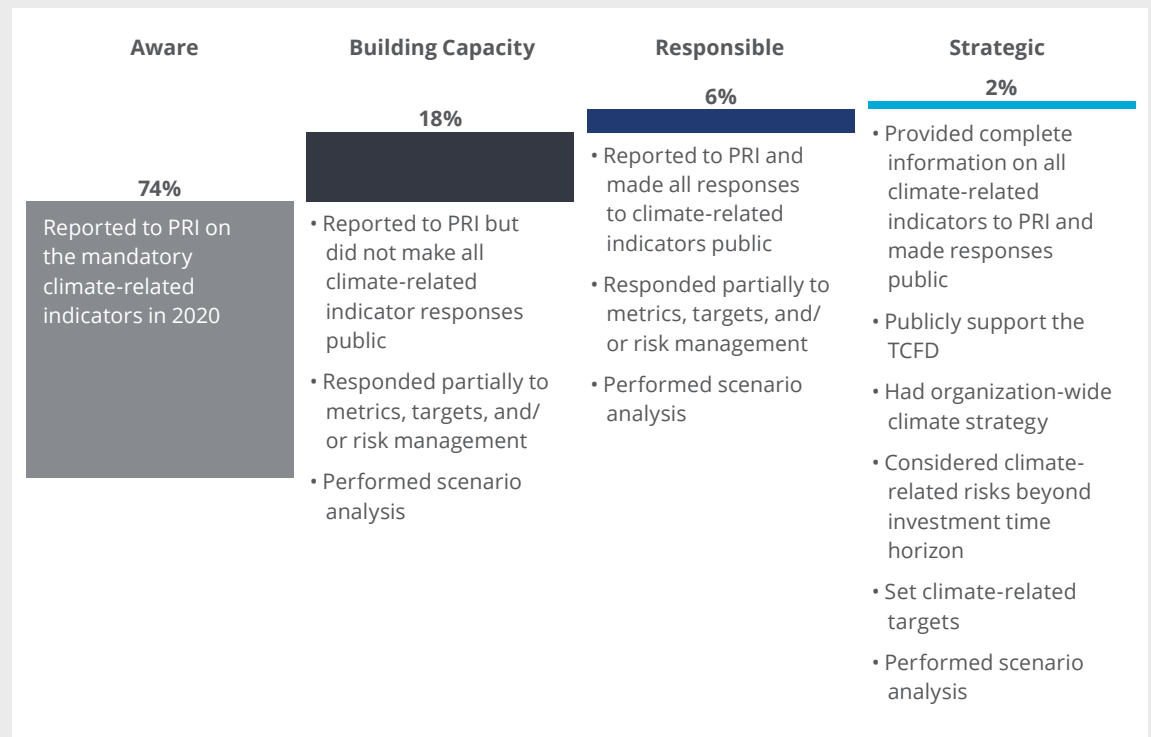 Aware
74%
Reported to PRI on
the mandatory
climate-related
indicators in 2020
Building Capacity
18%
• Reported to PRI but
did not make all
climate-related
indicator responses
public
• Responded partially to
metrics, targets, and/
or risk management
• Performed scenario
analysis
Responsible
6%
• Reported to PRI and
made all responses
to climate-related
indicators public
• Responded partially to
metrics, targets, and/
or risk management
• Performed scenario
analysis
Strategic
2%
• Provided complete
information on all
climate-related
indicators to PRI and
made responses
public
• Publicly support the
TCFD
• Had organization-wide
climate strategy
• Considered climate-
related risks beyond
investment time
horizon
• Set climate-related
targets
• Performed scenario
analysis